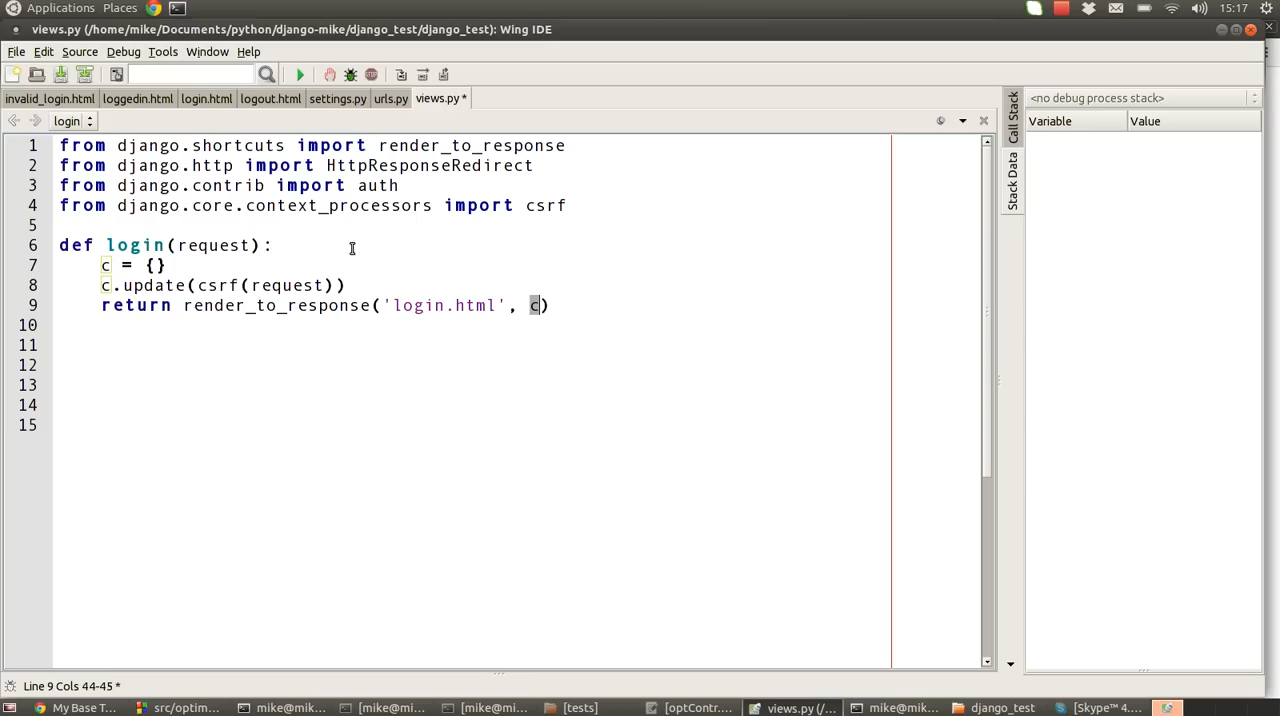 Applications Places 15:17
views.py (/home/mike/Documents/python/django-mike/django_test/django_test): Wing IDE
File Edit Source Debug Tools Window Help
invalid_login.html loggedin.html login.html logout.html settings.py urls.py views.py *
<no debug process stack>
login
Variable Value
Call Stack
Stack Data
1 from django.shortcuts import render_to_response
2 from django.http import HttpResponseRedirect
3 from django.contrib import auth
4 from django.core.context_processors import csrf
5
6 def login(request):
7 c = {}
8 c.update(csrf(request))
9 return render_to_response('login.html', c)
10
11
12
13
14
15
Line 9 Cols 44-45 *
My Base T... src/optim... mike@mik... [mike@mi... [mike@mi... [tests] [optContr... views.py (/... mike@mik... django_test [Skype™ 4....